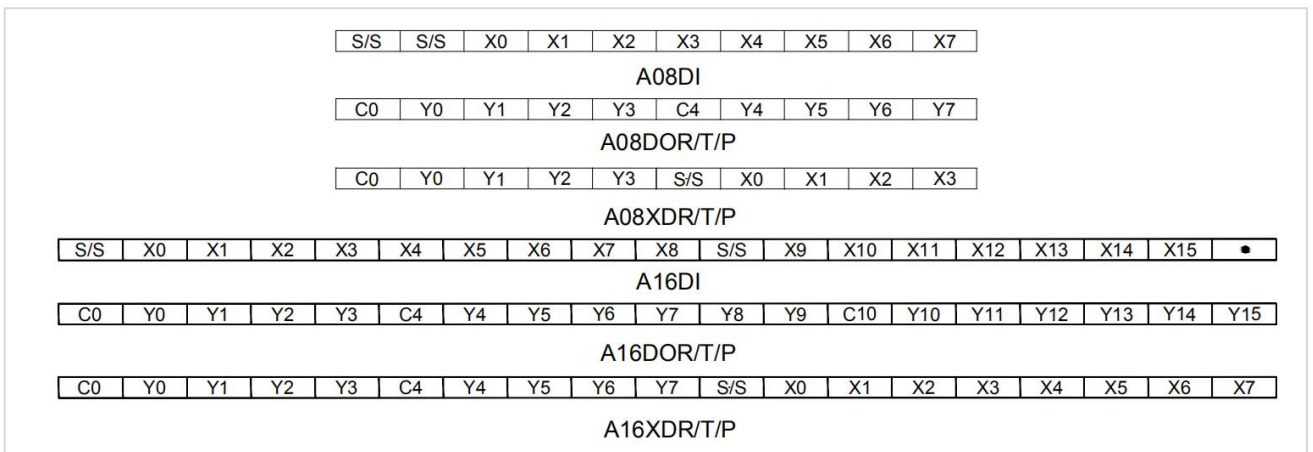 S/S S/S X0 X1 X2 X3 X4 X5 X6 X7
A08DI
C0 Y0 Y1 Y2 Y3 C4 Y4 Y5 Y6 Y7
A08DOR/T/P
C0 Y0 Y1 Y2 Y3 S/S X0 X1 X2 X3
A08XDR/T/P
S/S X0 X1 X2 X3 X4 X5 X6 X7 X8 S/S X9 X10 X11 X12 X13 X14 X15 •
A16DI
C0 Y0 Y1 Y2 Y3 C4 Y4 Y5 Y6 Y7 Y8 Y9 C10 Y10 Y11 Y12 Y13 Y14 Y15
A16DOR/T/P
C0 Y0 Y1 Y2 Y3 C4 Y4 Y5 Y6 Y7 S/S X0 X1 X2 X3 X4 X5 X6 X7
A16XDR/T/P